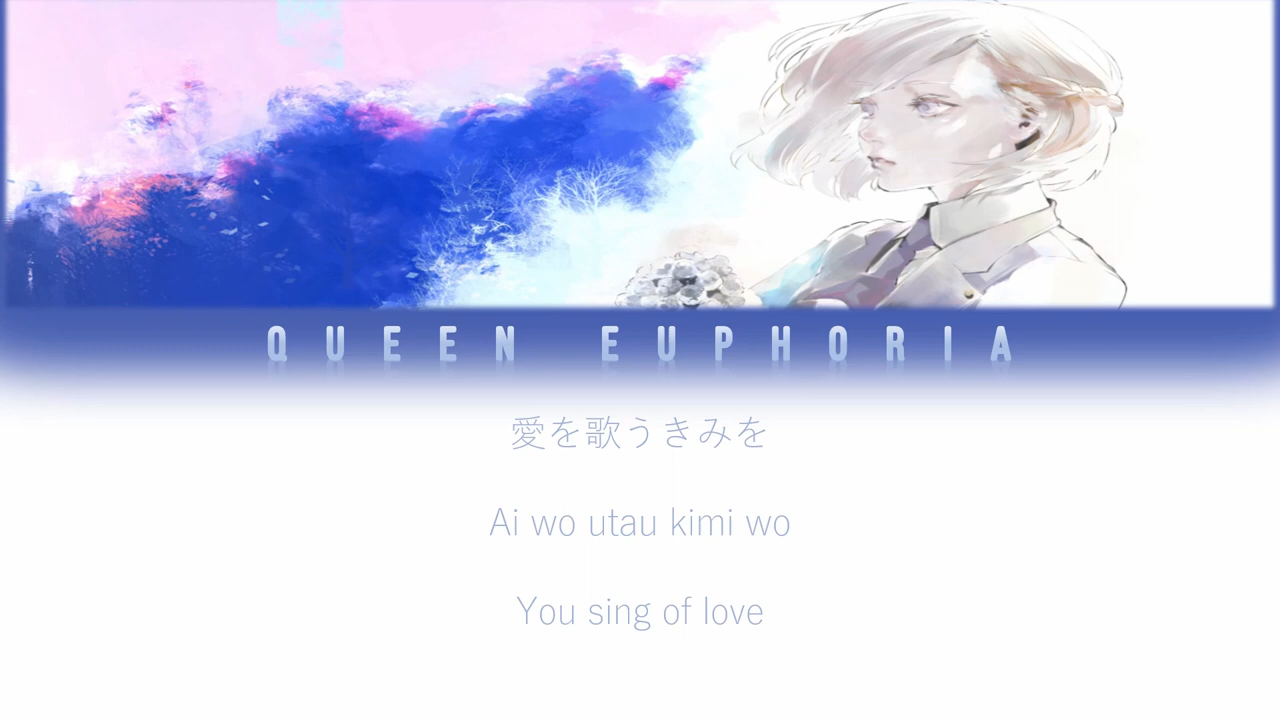 QUEEN EUPHORIA
愛を歌うきみを
Ai wo utau kimi wo
You sing of love